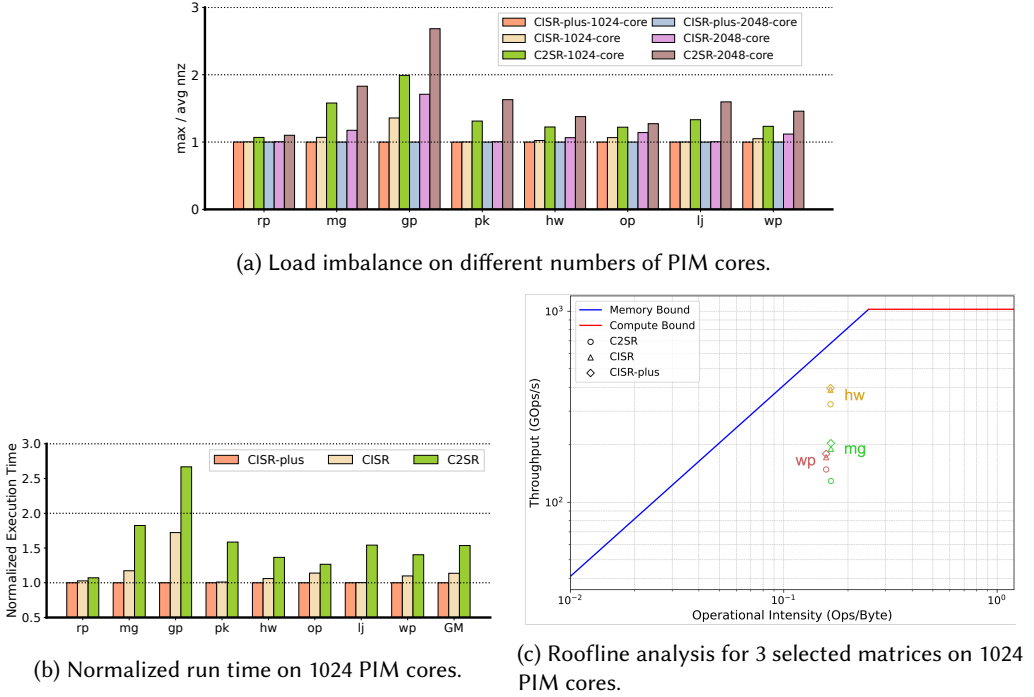 max / avg nnz
3
2
1
0
CISR-plus-1024-core
CISR-1024-core
C2SR-1024-core
CISR-plus-2048-core
CISR-2048-core
C2SR-2048-core
rp mg gp pk hw op lj wp
(a) Load imbalance on different numbers of PIM cores.
Normalized Execution Time
3.0
2.5
2.0
1.5
1.0
0.5
CISR-plus CISR C2SR
rp mg gp pk hw op lj wp GM
(b) Normalized run time on 1024 PIM cores.
Throughput (GOps/s)
10³
10²
Memory Bound
Compute Bound
C2SR
CISR
CISR-plus
hw
mg
wp
10⁻² 10⁻¹ 10⁰
Operational Intensity (Ops/Byte)
(c) Roofline analysis for 3 selected matrices on 1024
PIM cores.